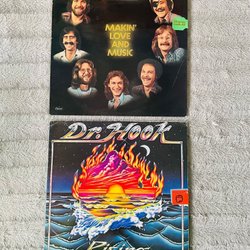 MAKIN'
LOVE AND
MUSIC
Dr. Hook
Rising